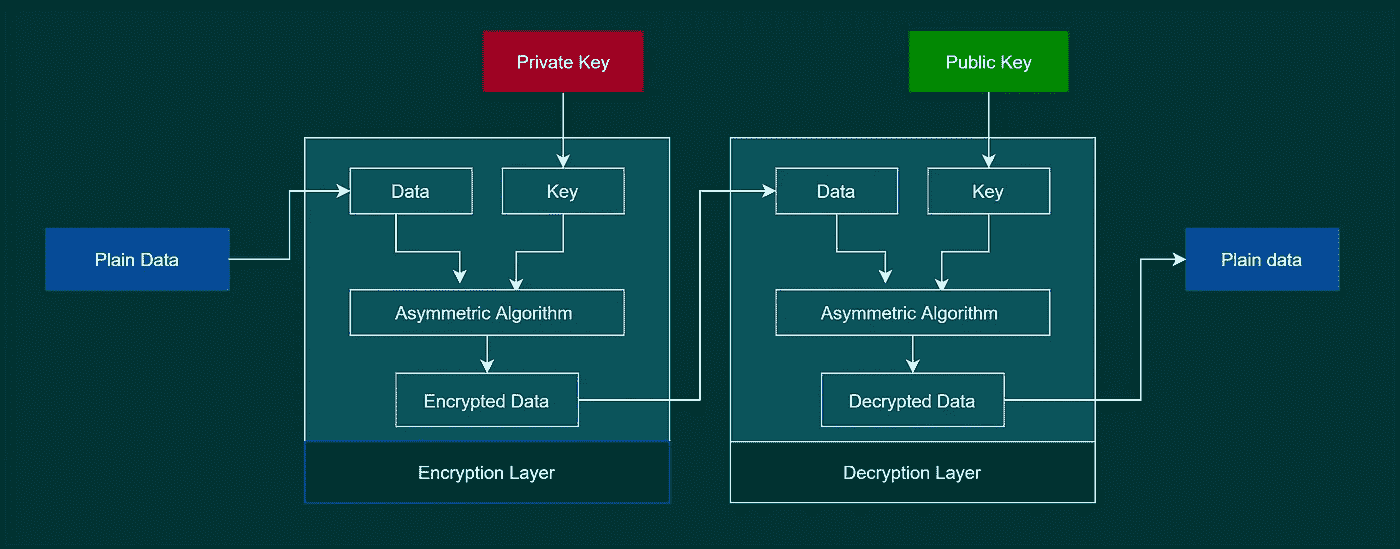 Private Key
Public Key
Data
Key
Data
Key
Plain Data
Plain data
Asymmetric Algorithm
Asymmetric Algorithm
Encrypted Data
Decrypted Data
Encryption Layer
Decryption Layer